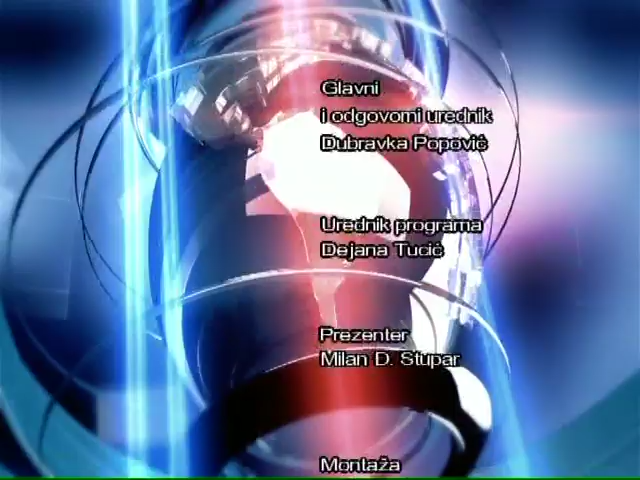 Glavni
i odgovorni urednik
Dubravka Popović
Urednik programa
Dejana Tucić
Prezenter
Milan D. Stupar
Montaža